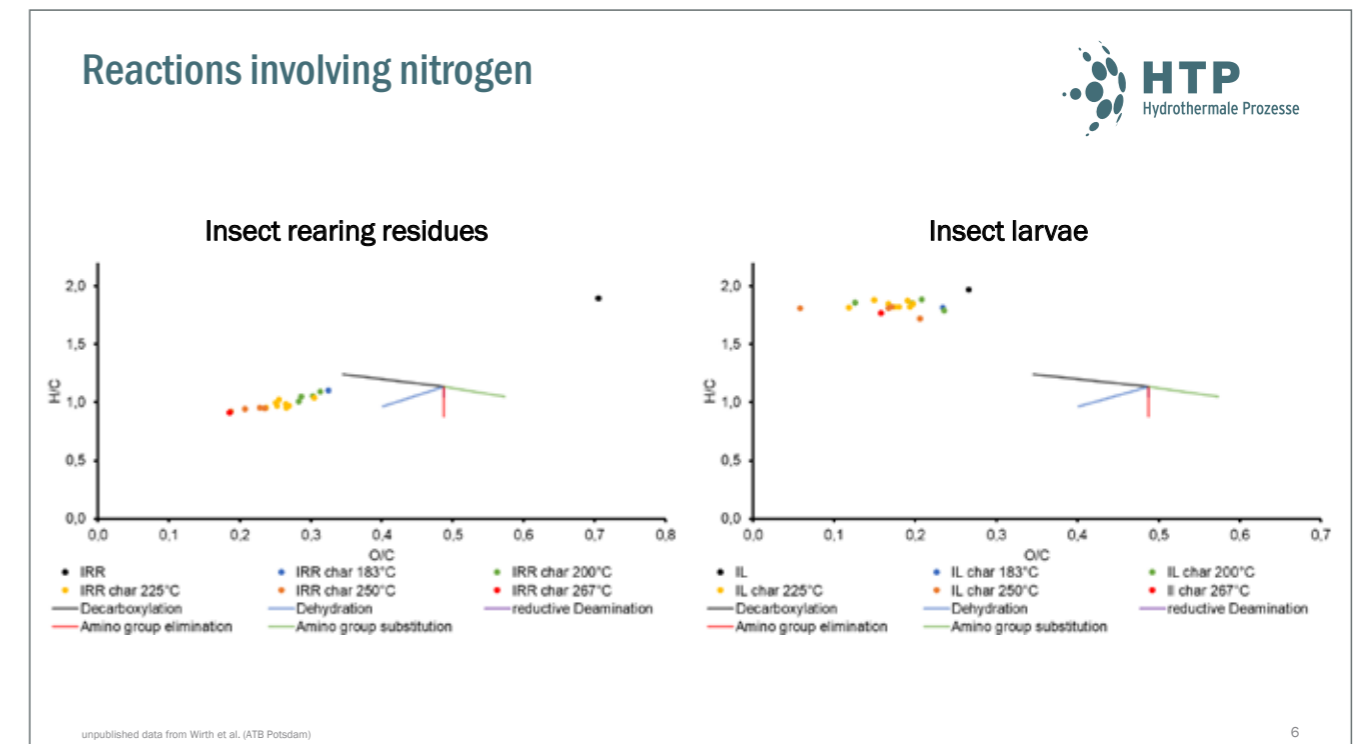 Reactions involving nitrogen
HTP
Hydrothermale Prozesse
Insect rearing residues
H/C
2,0
1,5
1,0
0,5
0,0
0,0 0,1 0,2 0,3 0,4 0,5 0,6 0,7 0,8
O/C
IRR IRR char 183°C IRR char 200°C
IRR char 225°C IRR char 250°C IRR char 267°C
Decarboxylation Dehydration reductive Deamination
Amino group elimination Amino group substitution
Insect larvae
H/C
2,0
1,5
1,0
0,5
0,0
0,0 0,1 0,2 0,3 0,4 0,5 0,6 0,7
O/C
IL IL char 183°C IL char 200°C
IL char 225°C IL char 250°C Il char 267°C
Decarboxylation Dehydration reductive Deamination
Amino group elimination Amino group substitution
unpublished data from Wirth et al. (ATB Potsdam)
6